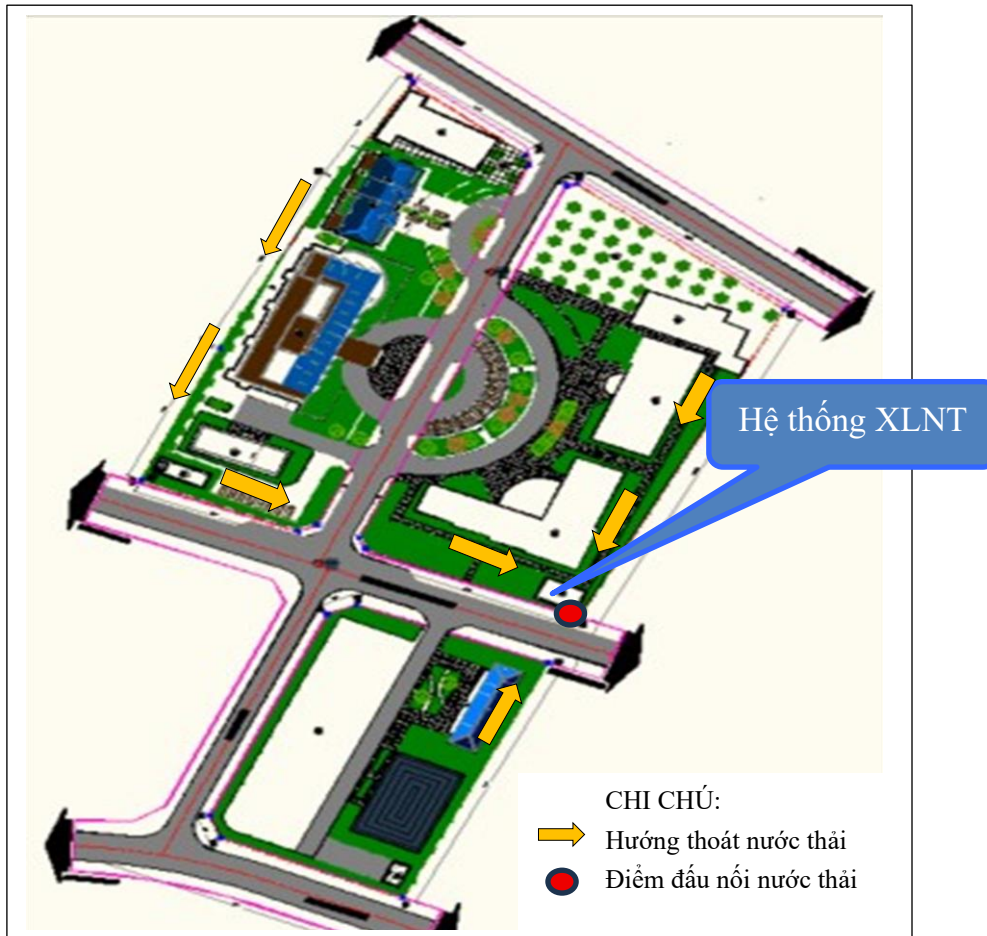 Hệ thống XLNT
CHI CHÚ:
Hướng thoát nước thải
Điểm đấu nối nước thải